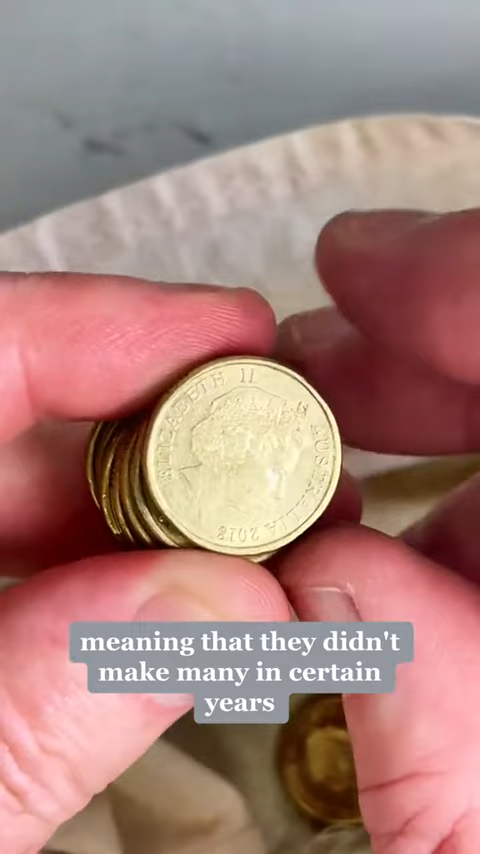 ELIZABETH II
AUSTRALIA 2018
meaning that they didn't
make many in certain
years